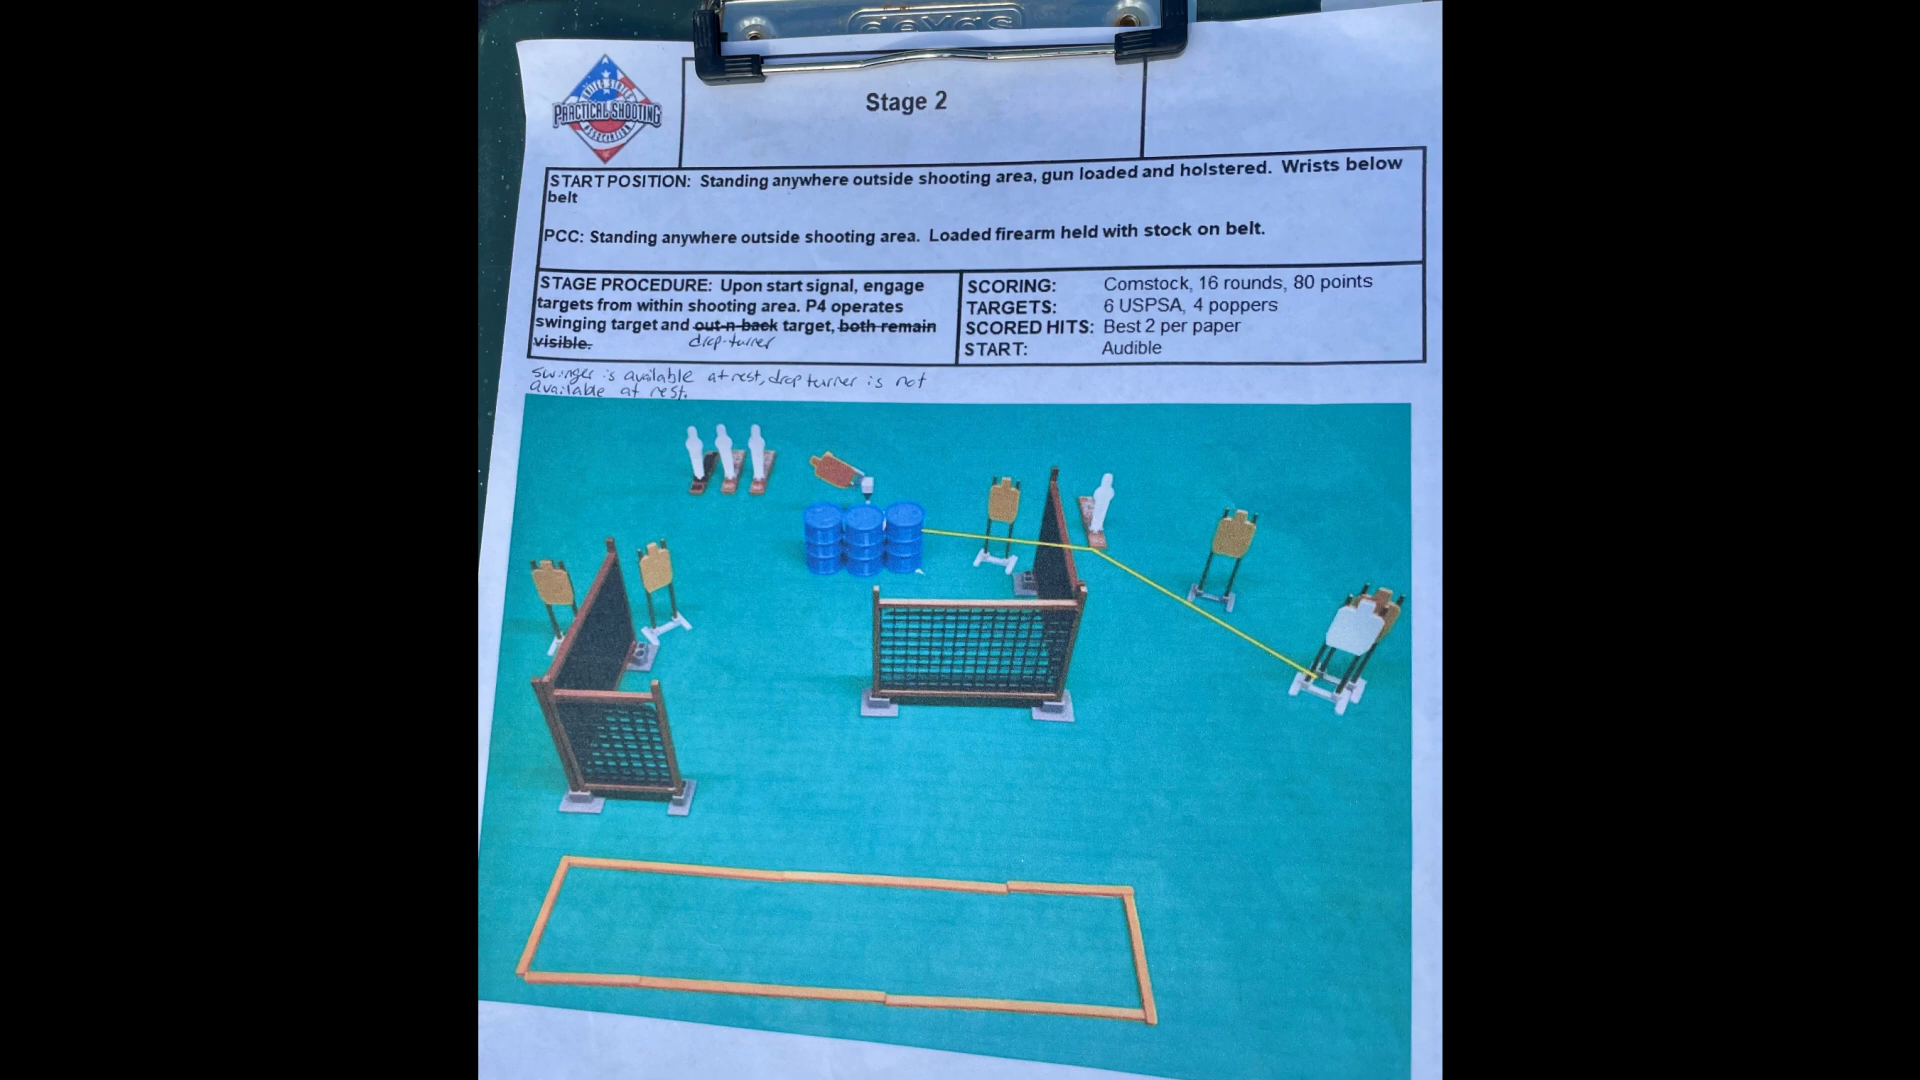 Stage 2
UNITED STATES
PRACTICAL SHOOTING
ASSOCIATION
START POSITION: Standing anywhere outside shooting area, gun loaded and holstered. Wrists below
belt
PCC: Standing anywhere outside shooting area. Loaded firearm held with stock on belt.
STAGE PROCEDURE: Upon start signal, engage
targets from within shooting area. P4 operates
swinging target and out-n-back target, both remain
visible.
drop-turner
SCORING: Comstock, 16 rounds, 80 points
TARGETS: 6 USPSA, 4 poppers
SCORED HITS: Best 2 per paper
START: Audible
Swinger is available at rest, drop turner is not
available at rest.